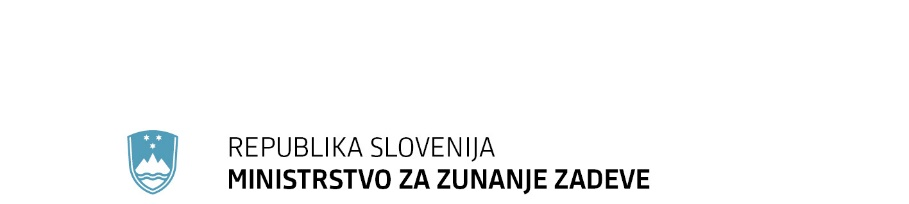 REPUBLIKA SLOVENIJA
MINISTRSTVO ZA ZUNANJE ZADEVE